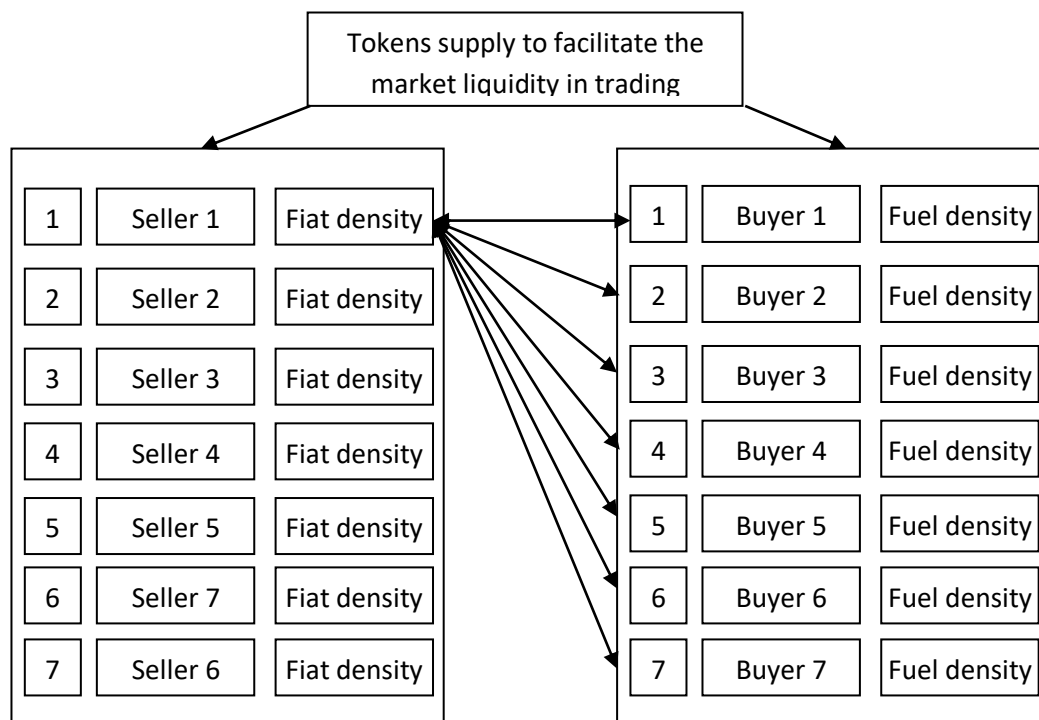 Tokens supply to facilitate the
market liquidity in trading
1 Seller 1 Fiat density 1 Buyer 1 Fuel density
2 Seller 2 Fiat density 2 Buyer 2 Fuel density
3 Seller 3 Fiat density 3 Buyer 3 Fuel density
4 Seller 4 Fiat density 4 Buyer 4 Fuel density
5 Seller 5 Fiat density 5 Buyer 5 Fuel density
6 Seller 7 Fiat density 6 Buyer 6 Fuel density
7 Seller 6 Fiat density 7 Buyer 7 Fuel density